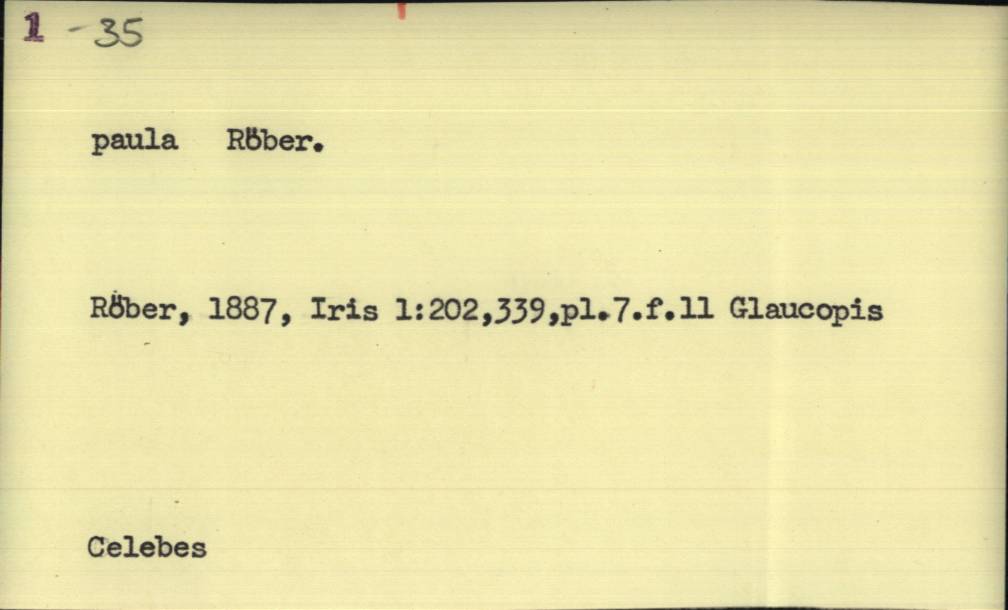 1 - 35
paula Röber.
Röber, 1887, Iris 1:202,339,pl.7.f.11 Glaucopis
Celebes